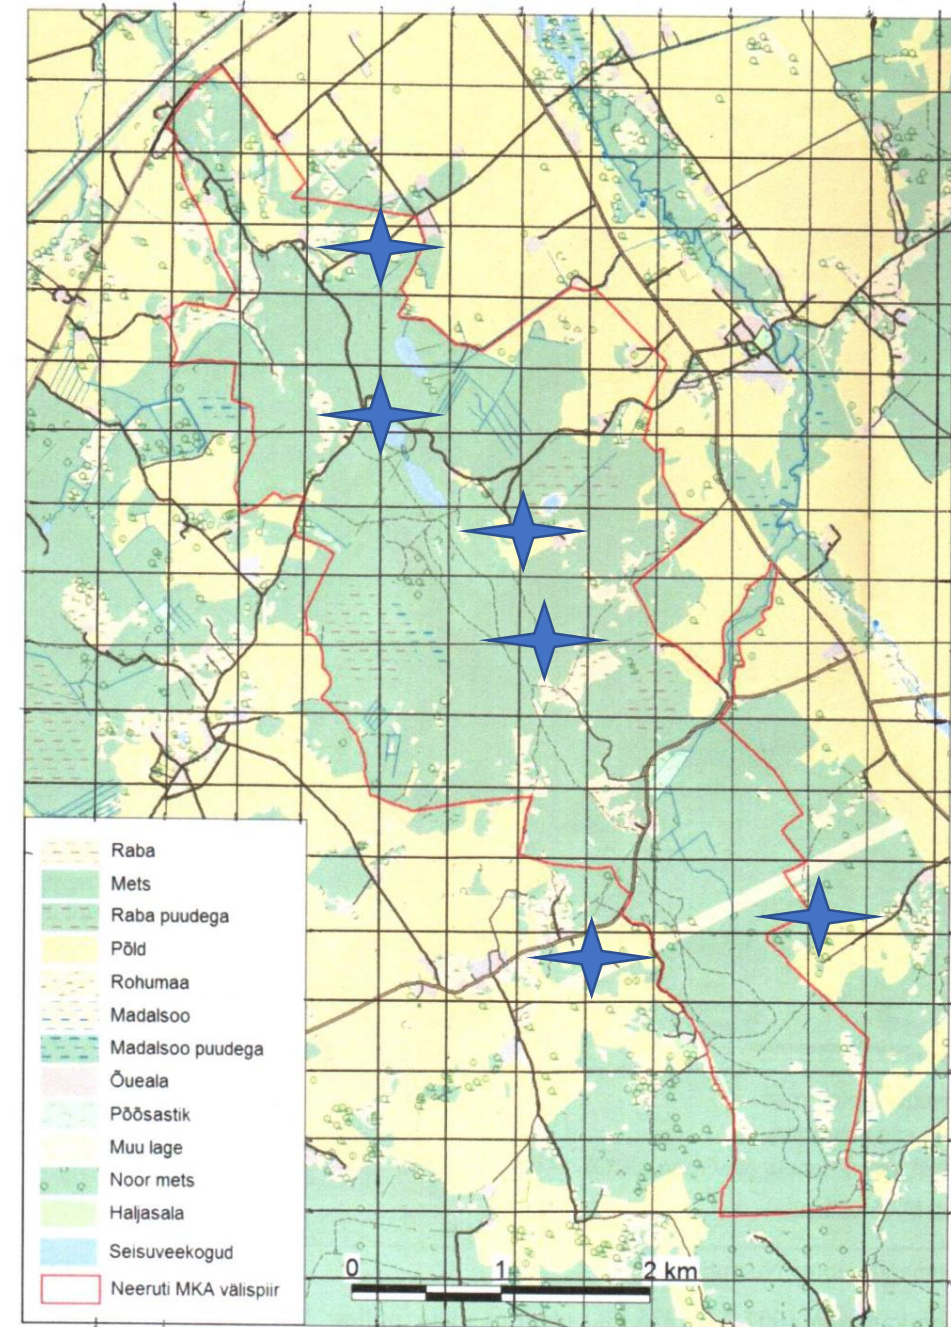 Raba
Mets
Raba puudega
Põld
Rohumaa
Madalsoo
Madalsoo puudega
Õueala
Põõsastik
Muu lage
Noor mets
Haljasala
Seisuveekogud
Neeruti MKA välispiir
0 1 2 km